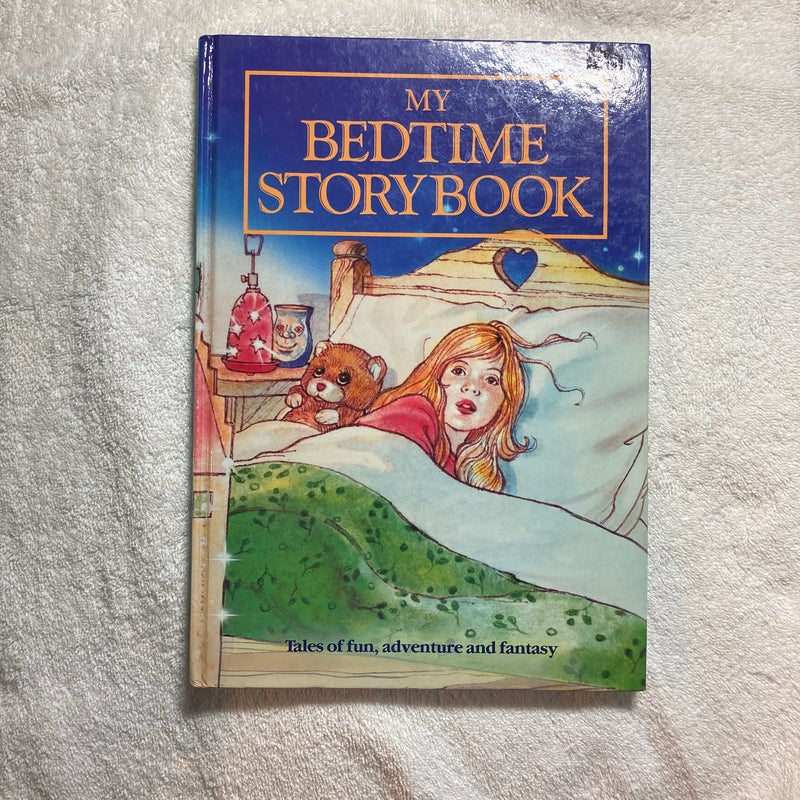 MY
BEDTIME
STORYBOOK
Tales of fun, adventure and fantasy